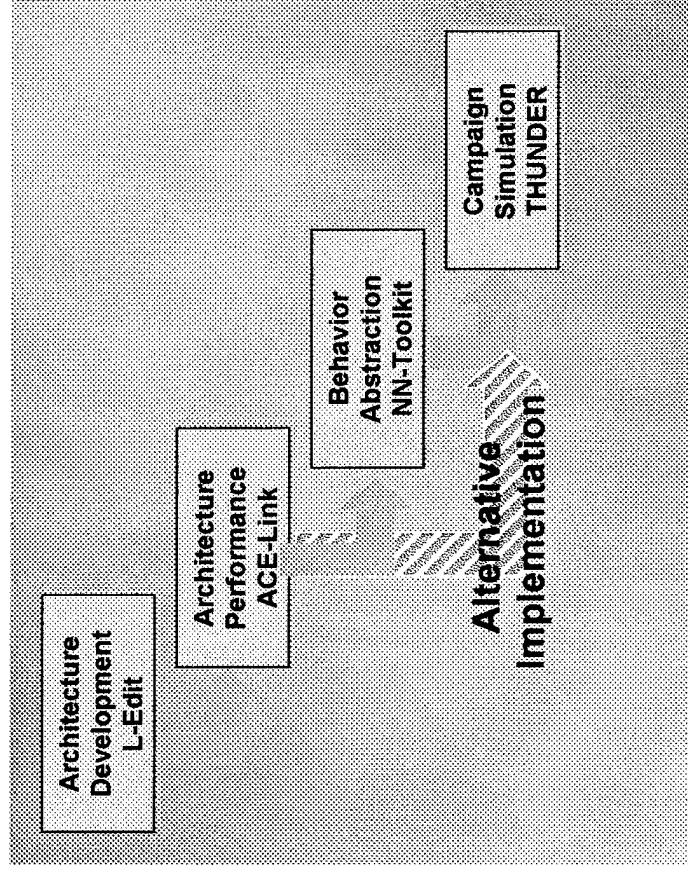 Architecture
Development
L-Edit
Architecture
Performance
ACE-Link
Behavior
Abstraction
NN-Toolkit
Campaign
Simulation
THUNDER
Alternative
Implementation